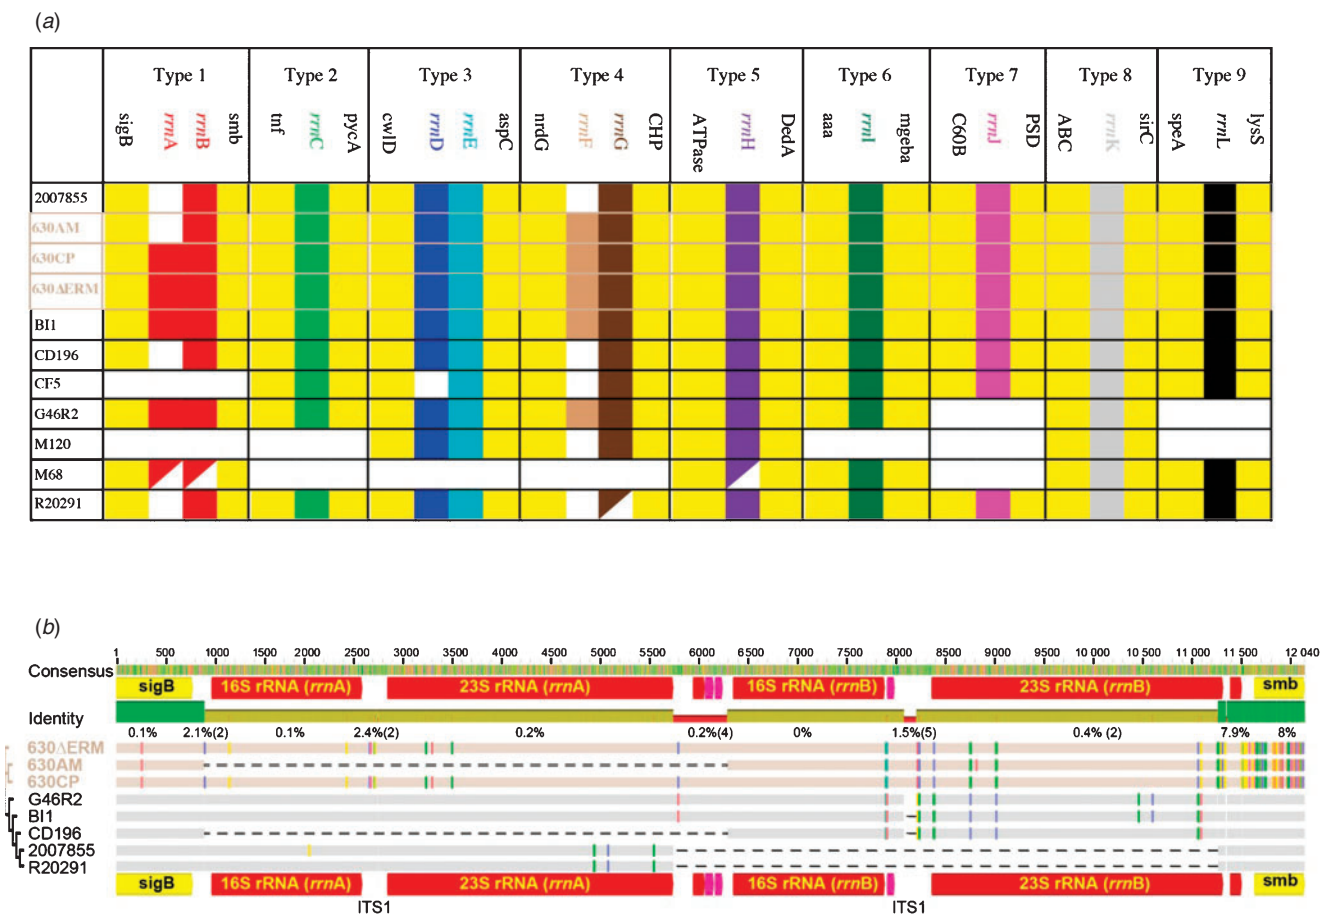 (a)
Type 1 Type 2 Type 3 Type 4 Type 5 Type 6 Type 7 Type 8 Type 9
sigB rrnA rrnB smb tnf rrnC pycA cwlD rrnD rrnE aspC nrdG rrnF rrnG CHP ATPase rrnH DedA aaa rrnI mgeba C60B rrnJ PSD ABC rrnK sirC speA rrnL lysS
2007855
630AM
630CP
630ΔERM
BI1
CD196
CF5
G46R2
M120
M68
R20291
(b)
1 500 1000 1500 2000 2500 3000 3500 4000 4500 5000 5500 6000 6500 7000 7500 8000 8500 9000 9500 10 000 10 500 11 000 11 500 12 040
Consensus
sigB 16S rRNA (rrnA) 23S rRNA (rrnA) 16S rRNA (rrnB) 23S rRNA (rrnB) smb
Identity
0.1% 2.1%(2) 0.1% 2.4%(2) 0.2% 0.2%(4) 0% 1.5%(5) 0.4% (2) 7.9% 8%
630ΔERM
630AM
630CP
G46R2
BI1
CD196
2007855
R20291
sigB 16S rRNA (rrnA) 23S rRNA (rrnA) 16S rRNA (rrnB) 23S rRNA (rrnB) smb
ITS1 ITS1